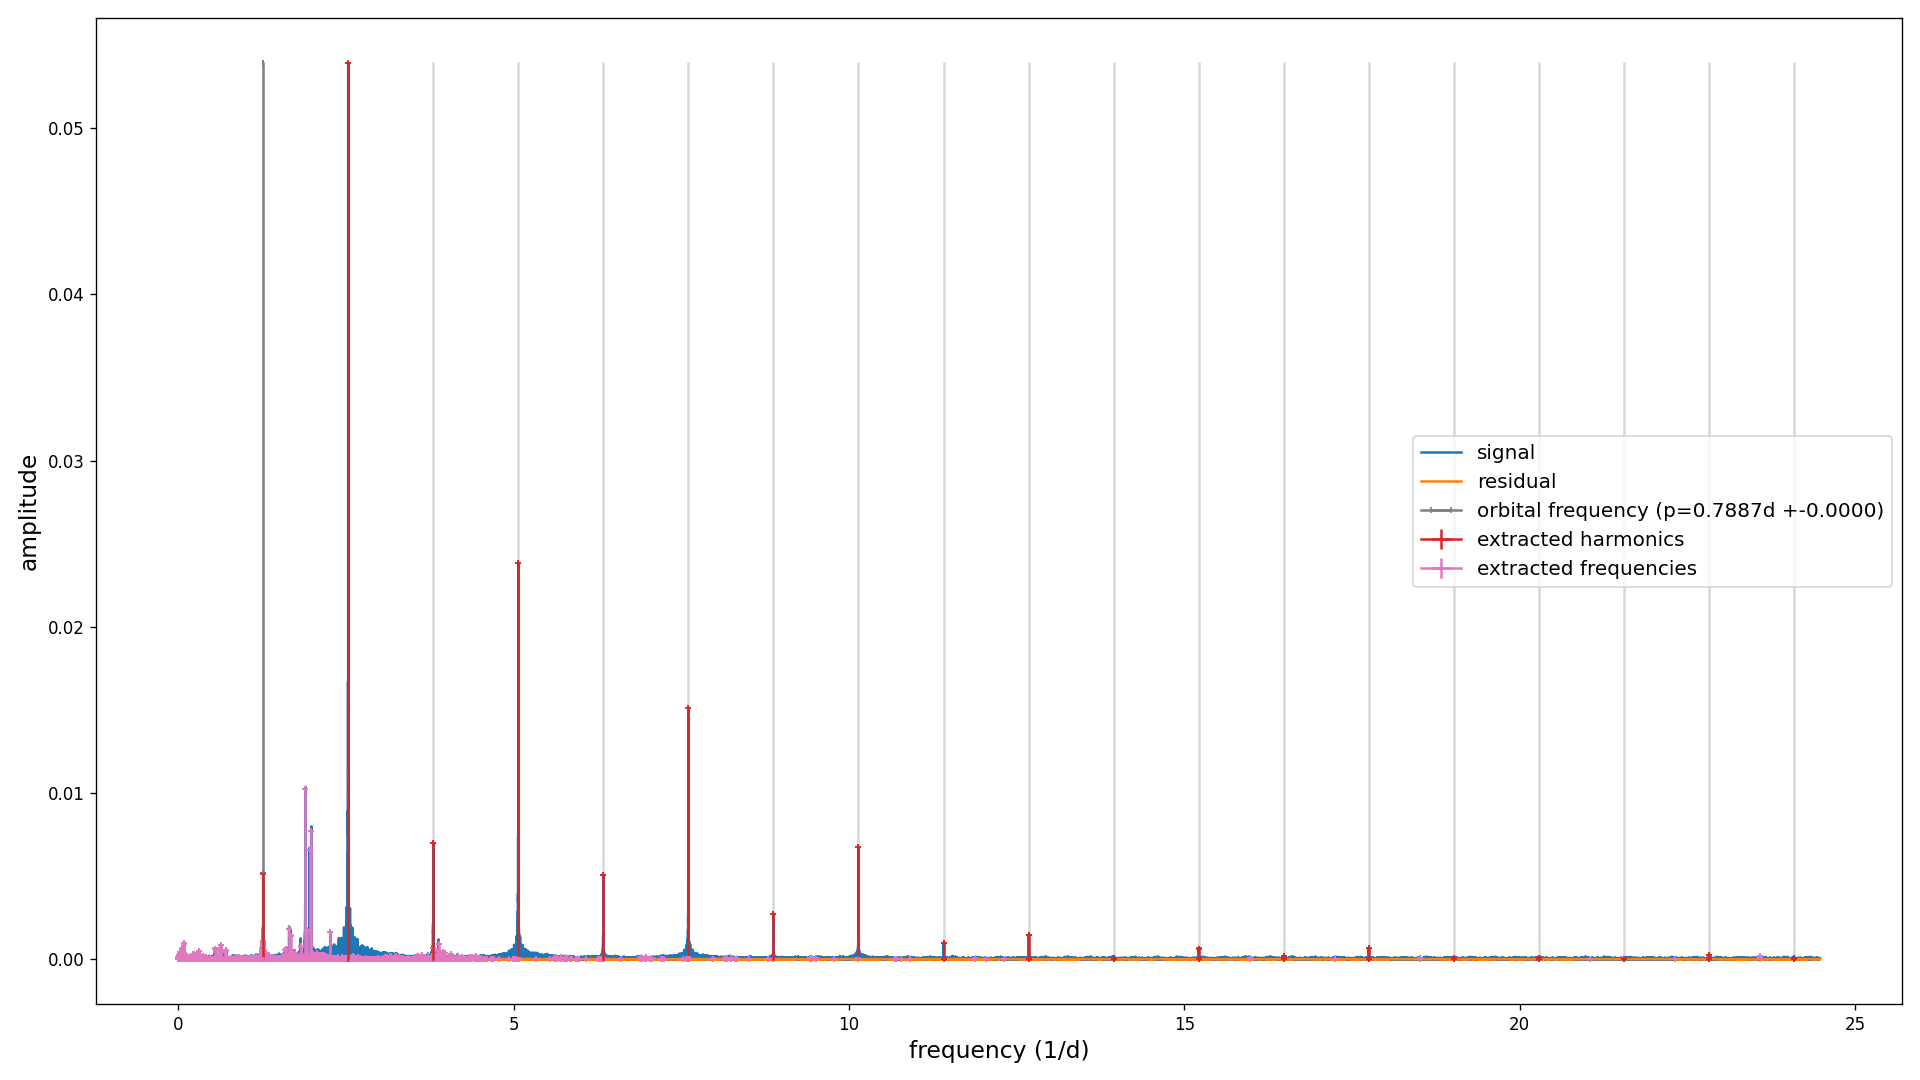 0.05
0.04
0.03
0.02
0.01
0.00
amplitude
signal
residual
orbital frequency (p=0.7887d +-0.0000)
extracted harmonics
extracted frequencies
0 5 10 15 20 25
frequency (1/d)